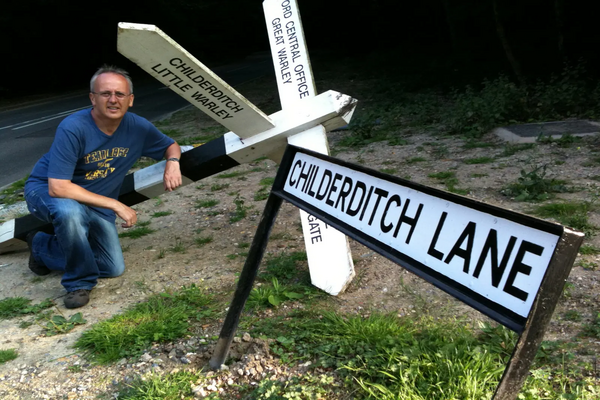 CHILDERDITCH
LITTLE WARLEY
ORD CENTRAL OFFICE
GREAT WARLEY
GATE
CHILDERDITCH LANE